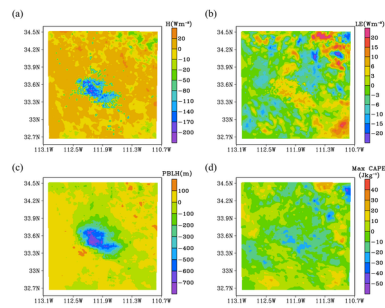 (a)
H(Wm⁻²)
34.5N
34.2N
33.9N
33.6N
33.3N
33N
32.7N
113.1W 112.5W 111.9W 111.3W 110.7W
20
0
-20
-50
-80
-110
-140
-170
-200
(b)
LE(Wm⁻²)
34.5N
34.2N
33.9N
33.6N
33.3N
33N
32.7N
113.1W 112.5W 111.9W 111.3W 110.7W
20
15
10
5
0
-5
-10
-15
-20
(c)
PBLH(m)
34.5N
34.2N
33.9N
33.6N
33.3N
33N
32.7N
113.1W 112.5W 111.9W 111.3W 110.7W
100
0
-100
-200
-300
-400
-500
-600
-700
(d)
Max CAPE
(Jkg⁻¹)
34.5N
34.2N
33.9N
33.6N
33.3N
33N
32.7N
113.1W 112.5W 111.9W 111.3W 110.7W
40
30
20
10
0
-10
-20
-30
-40
-50